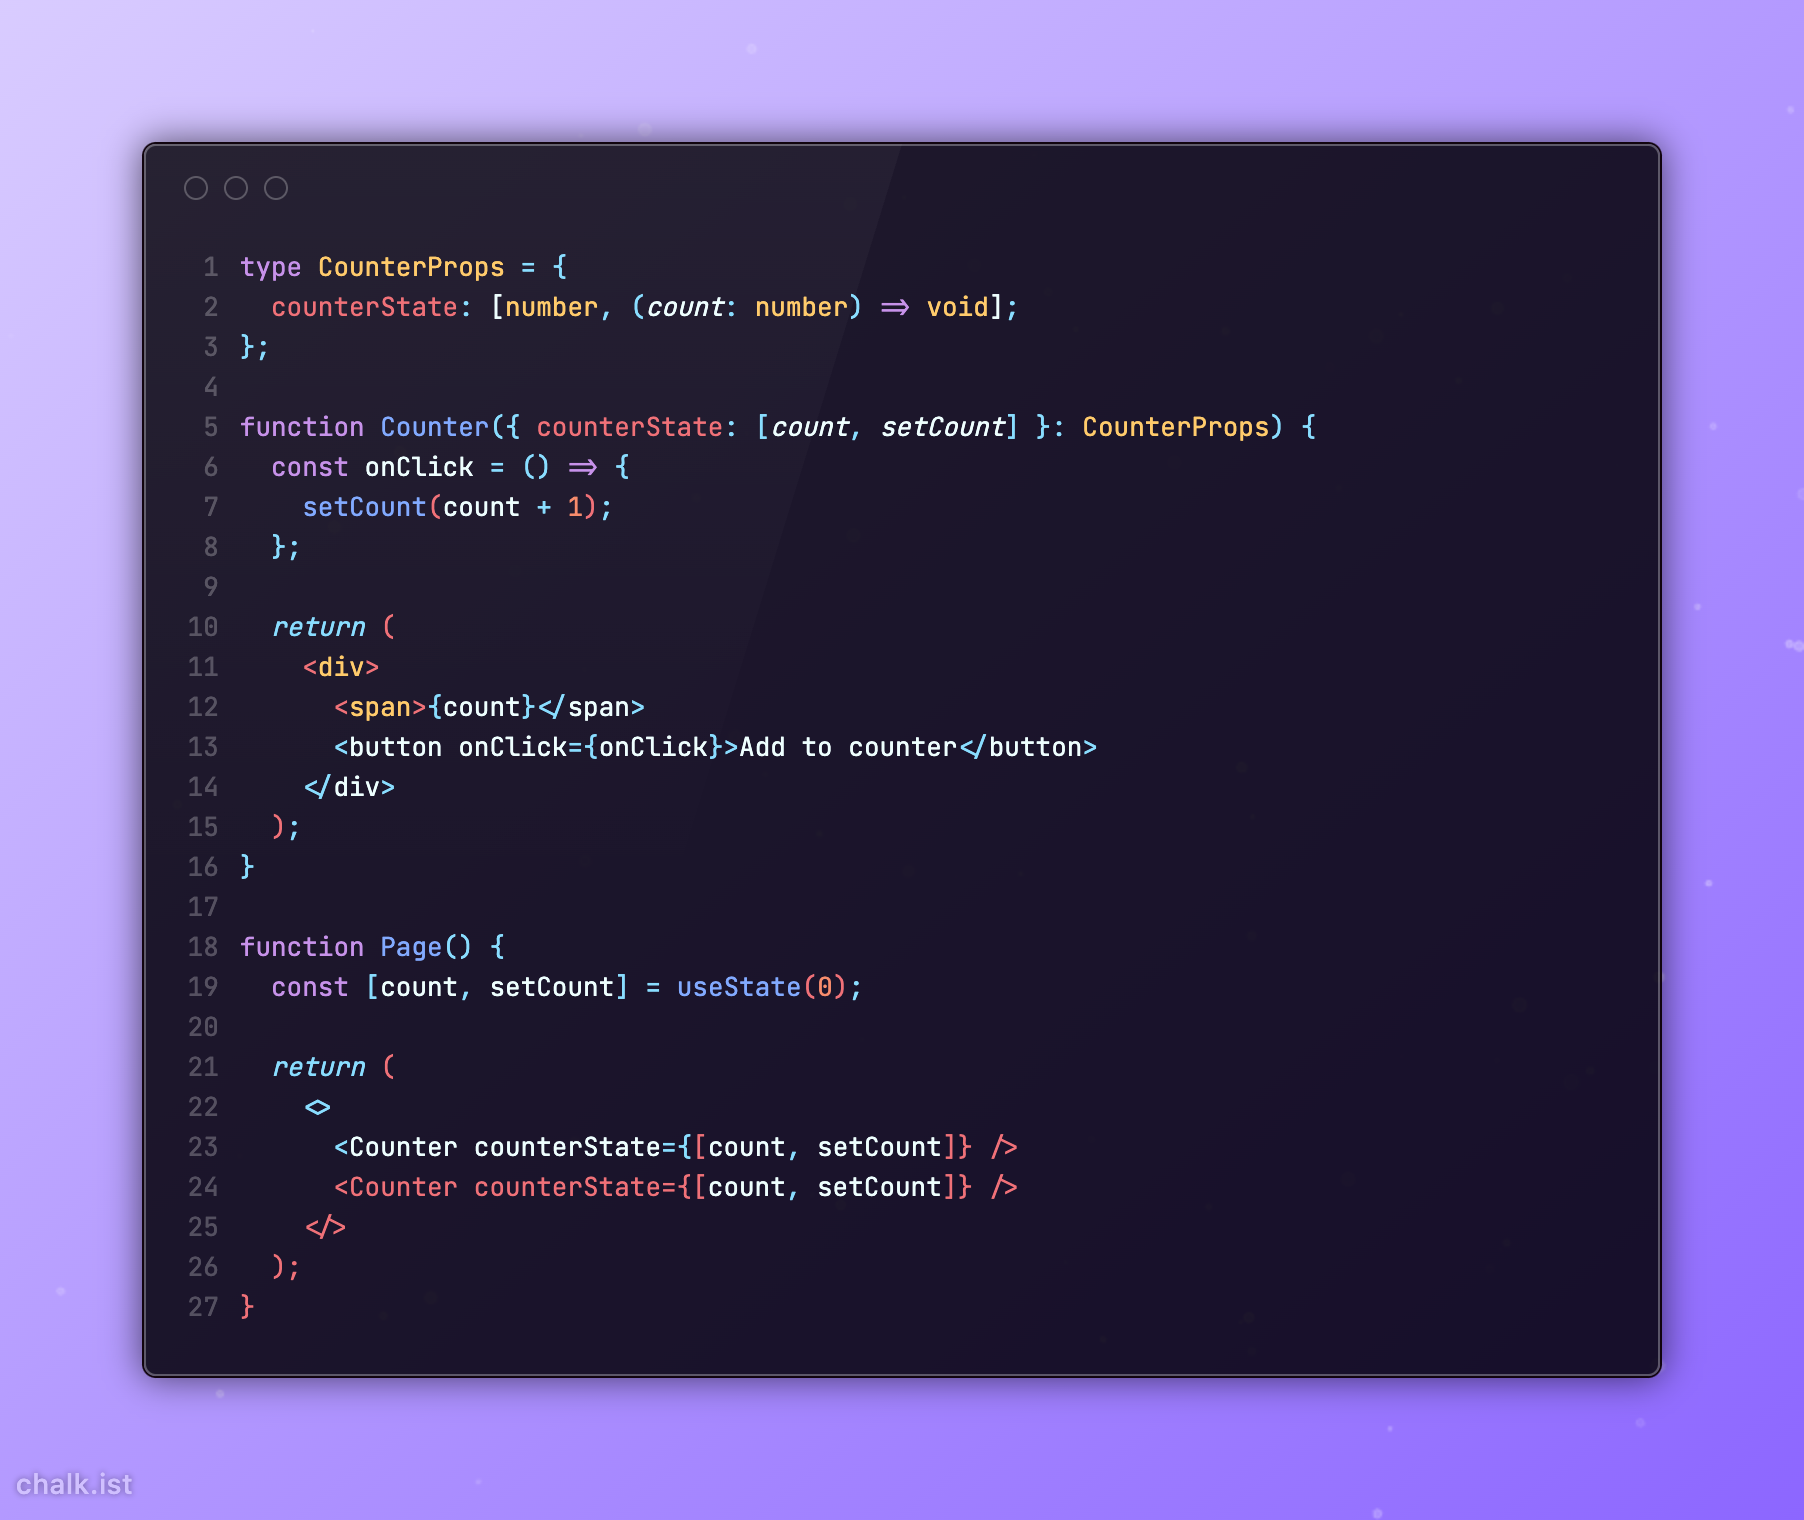 1 type CounterProps = {
2   counterState: [number, (count: number) => void];
3 };
4
5 function Counter({ counterState: [count, setCount] }: CounterProps) {
6   const onClick = () => {
7     setCount(count + 1);
8   };
9
10   return (
11     <div>
12       <span>{count}</span>
13       <button onClick={onClick}>Add to counter</button>
14     </div>
15   );
16 }
17
18 function Page() {
19   const [count, setCount] = useState(0);
20
21   return (
22     <>
23       <Counter counterState={[count, setCount]} />
24       <Counter counterState={[count, setCount]} />
25     </>
26   );
27 }
chalk.ist